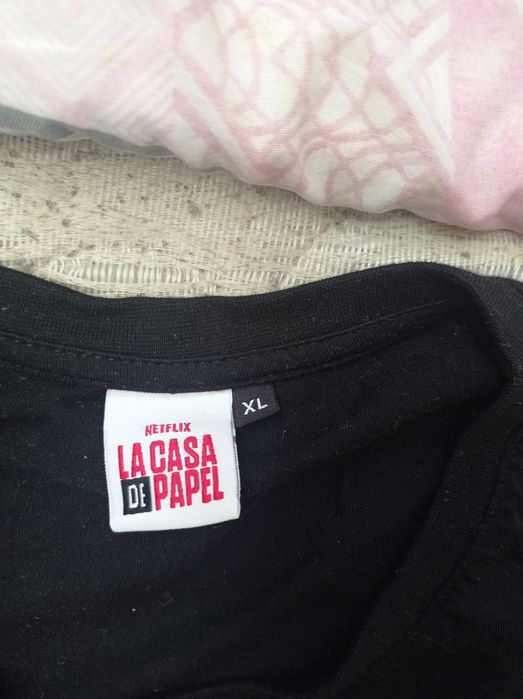 NETFLIX
LA CASA
DE PAPEL
XL